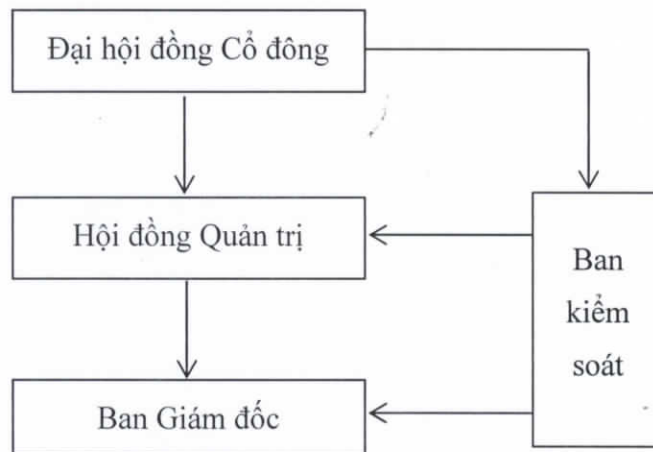 Đại hội đồng Cổ đông
Hội đồng Quản trị
Ban
kiểm
soát
Ban Giám đốc